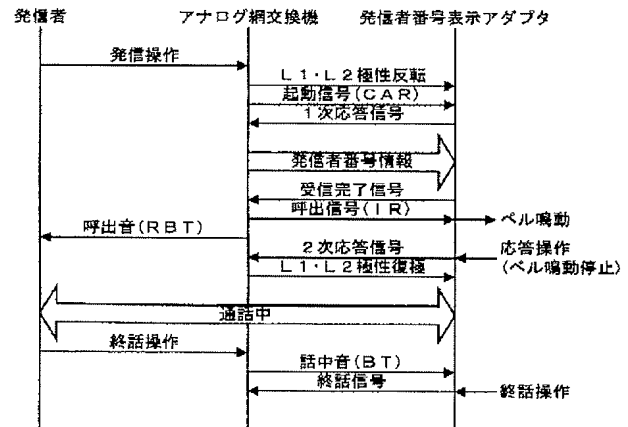 発信者
アナログ網交換機
発信者番号表示アダプタ
発信操作
L1・L2極性反転
起動信号(CAR)
1次応答信号
発信者番号情報
受信完了信号
呼出信号(IR)
ベル鳴動
呼出音(RBT)
2次応答信号
応答操作
(ベル鳴動停止)
L1・L2極性復極
通話中
終話操作
話中音(BT)
終話信号
終話操作